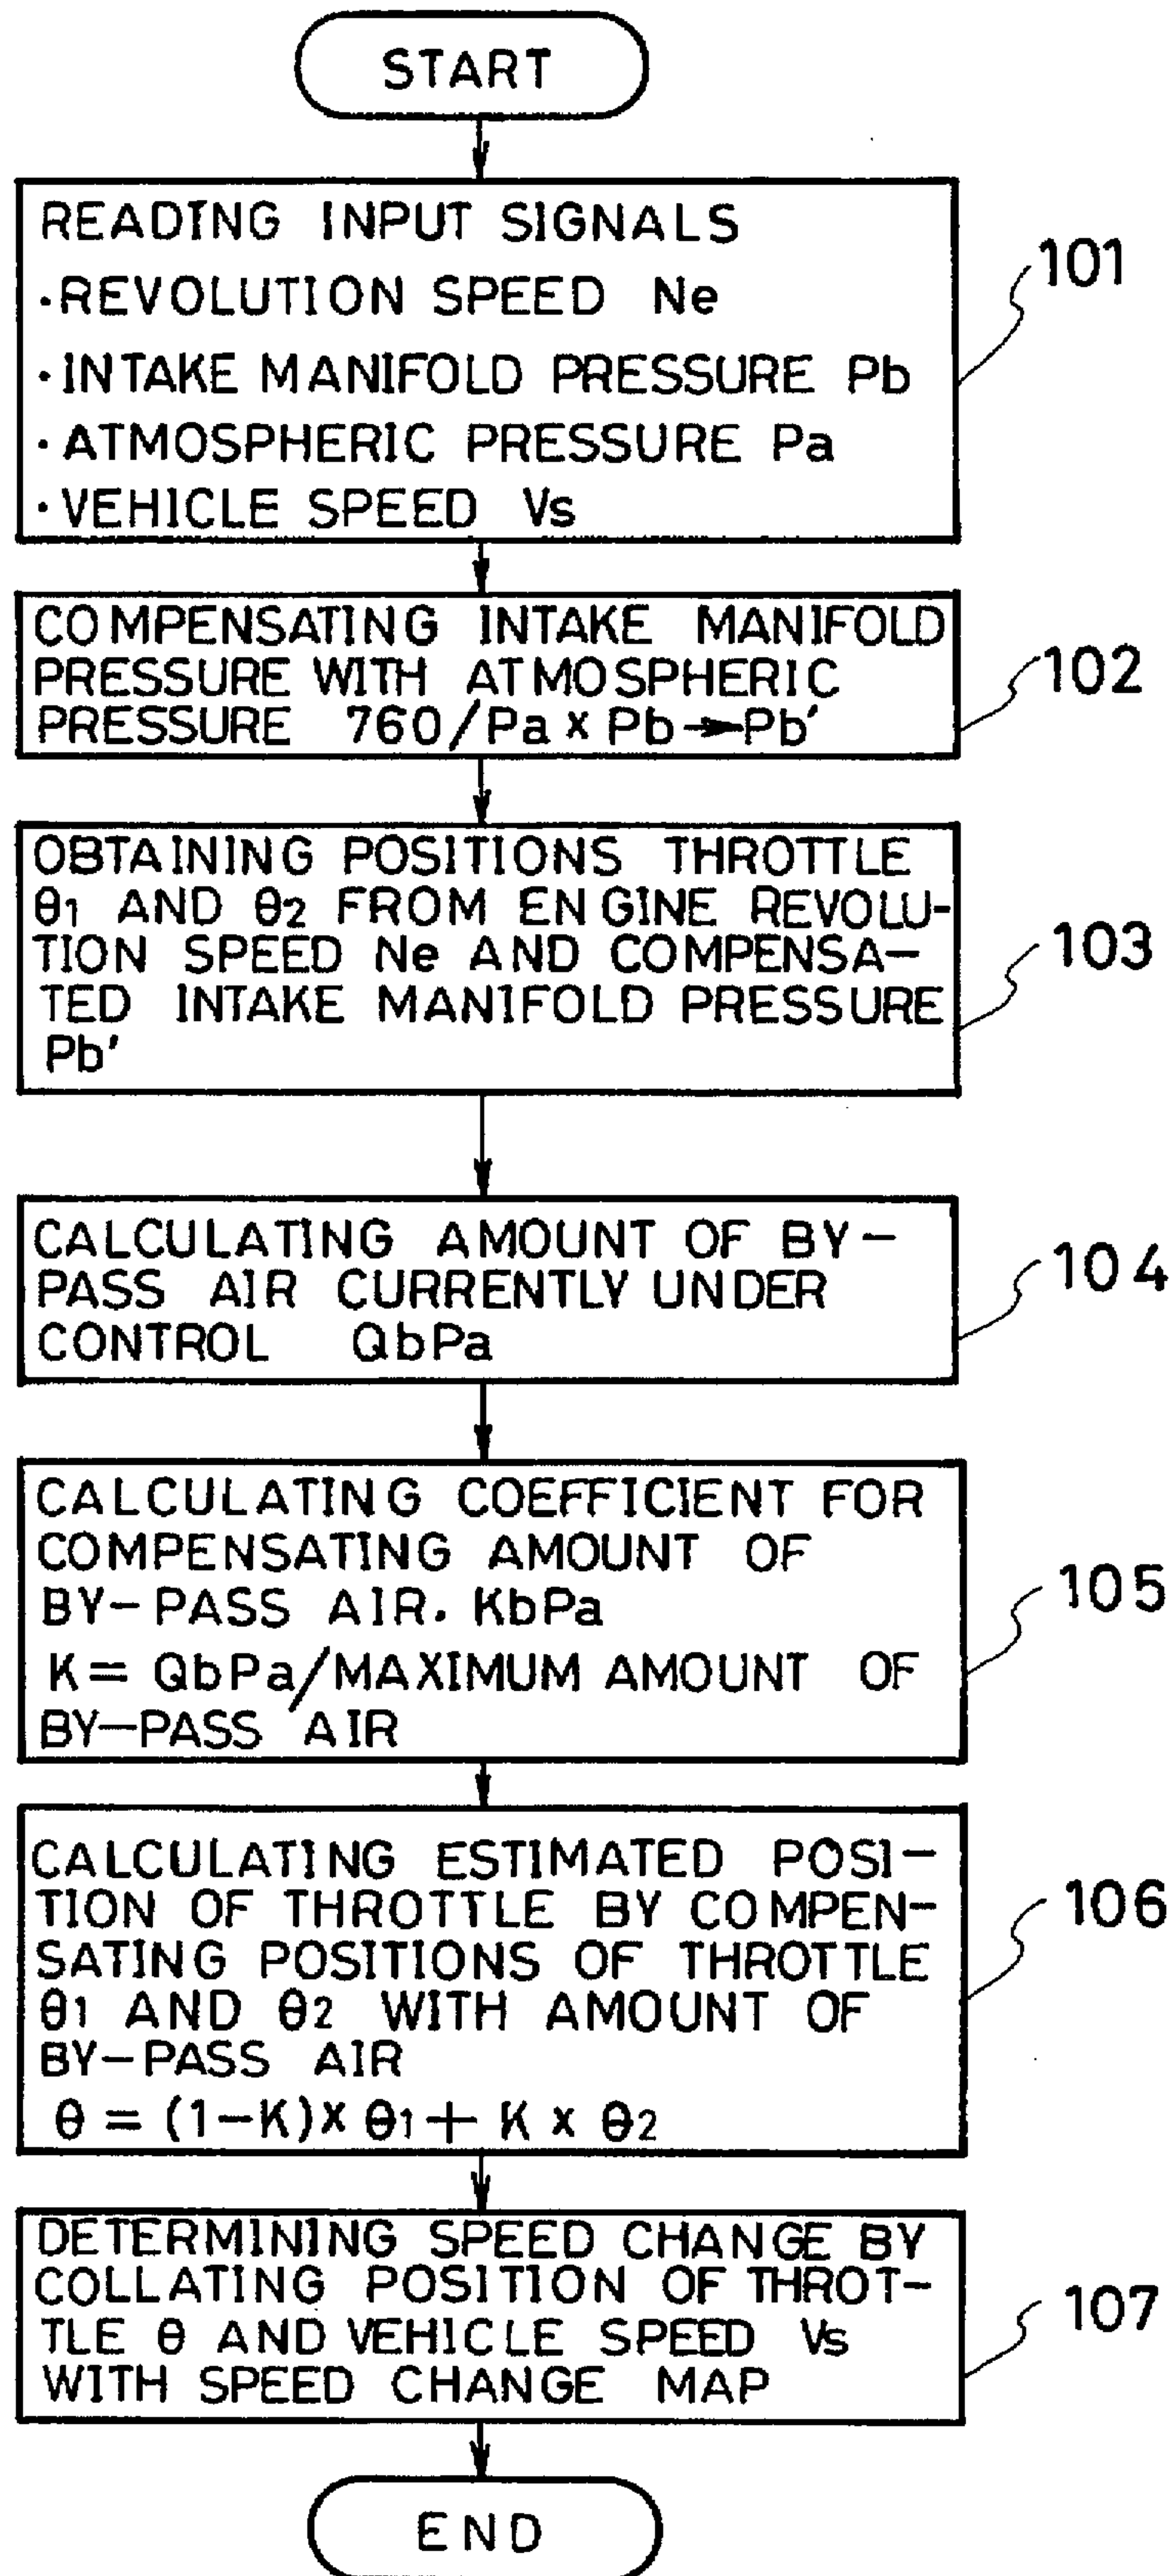 START
READING INPUT SIGNALS
·REVOLUTION SPEED Ne
·INTAKE MANIFOLD PRESSURE Pb
·ATMOSPHERIC PRESSURE Pa
·VEHICLE SPEED Vs
101
COMPENSATING INTAKE MANIFOLD
PRESSURE WITH ATMOSPHERIC
PRESSURE 760/Pa × Pb → Pb'
102
OBTAINING POSITIONS THROTTLE
θ1 AND θ2 FROM ENGINE REVOLU-
TION SPEED Ne AND COMPENSA-
TED INTAKE MANIFOLD PRESSURE
Pb'
103
CALCULATING AMOUNT OF BY-
PASS AIR CURRENTLY UNDER
CONTROL QbPa
104
CALCULATING COEFFICIENT FOR
COMPENSATING AMOUNT OF
BY-PASS AIR. KbPa
K = QbPa/MAXIMUM AMOUNT OF
BY-PASS AIR
105
CALCULATING ESTIMATED POSI-
TION OF THROTTLE BY COMPEN-
SATING POSITIONS OF THROTTLE
θ1 AND θ2 WITH AMOUNT OF
BY-PASS AIR
θ = (1-K)× θ1 + K × θ2
106
DETERMINING SPEED CHANGE BY
COLLATING POSITION OF THROT-
TLE θ AND VEHICLE SPEED Vs
WITH SPEED CHANGE MAP
107
END